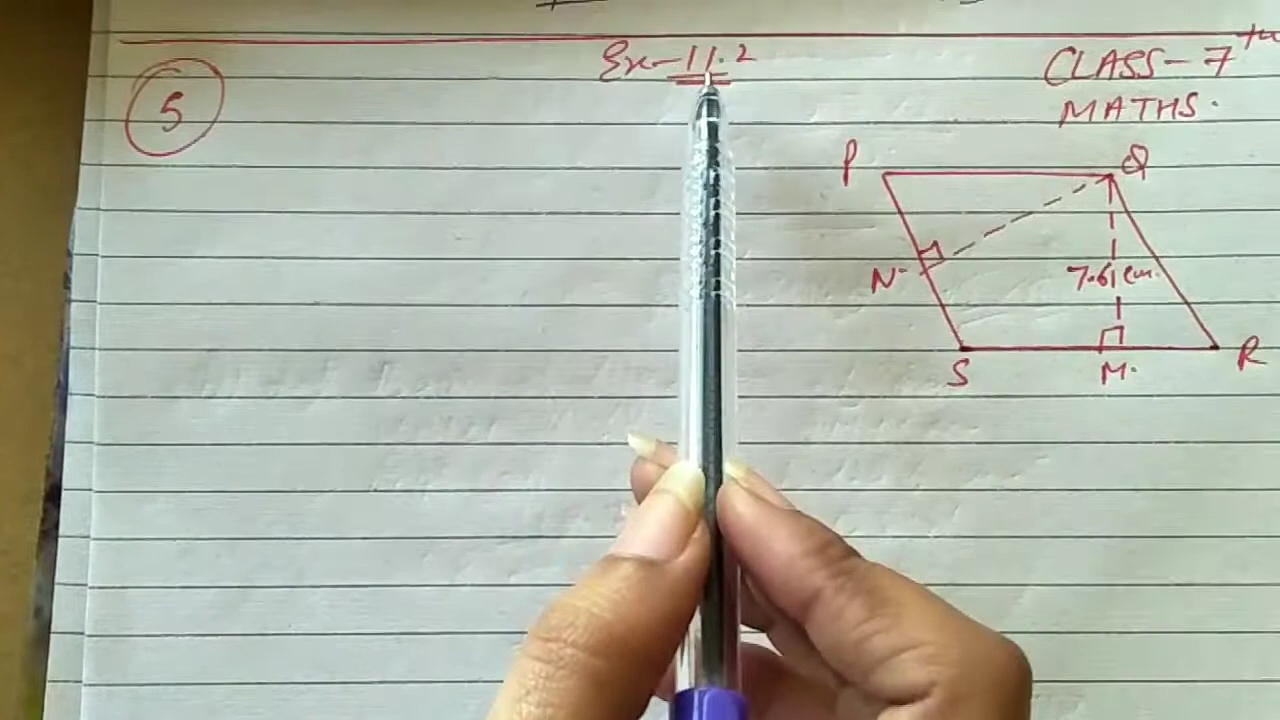 Ex-11.2
CLASS-7th
MATHS.
5
P
Q
N.
7.6 cm.
S
M.
R